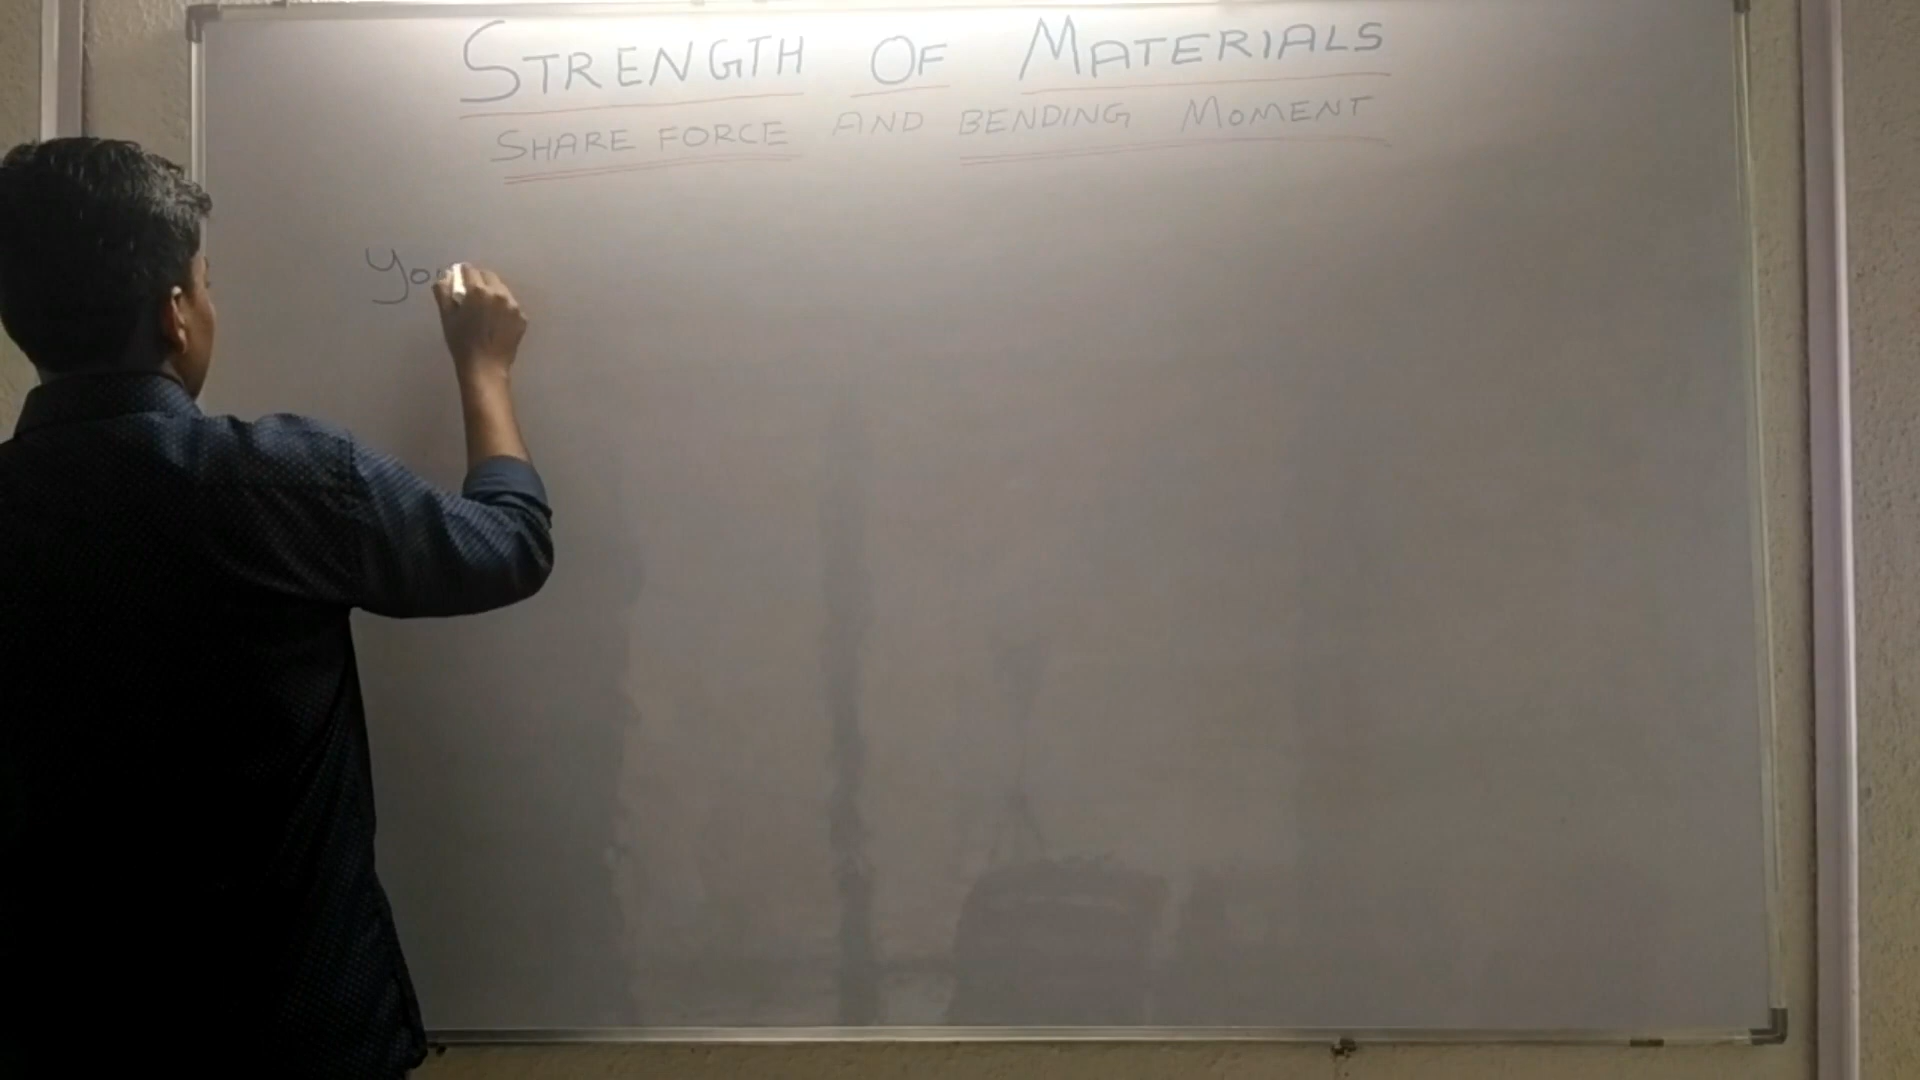 STRENGTH OF MATERIALS
SHARE FORCE AND BENDING MOMENT